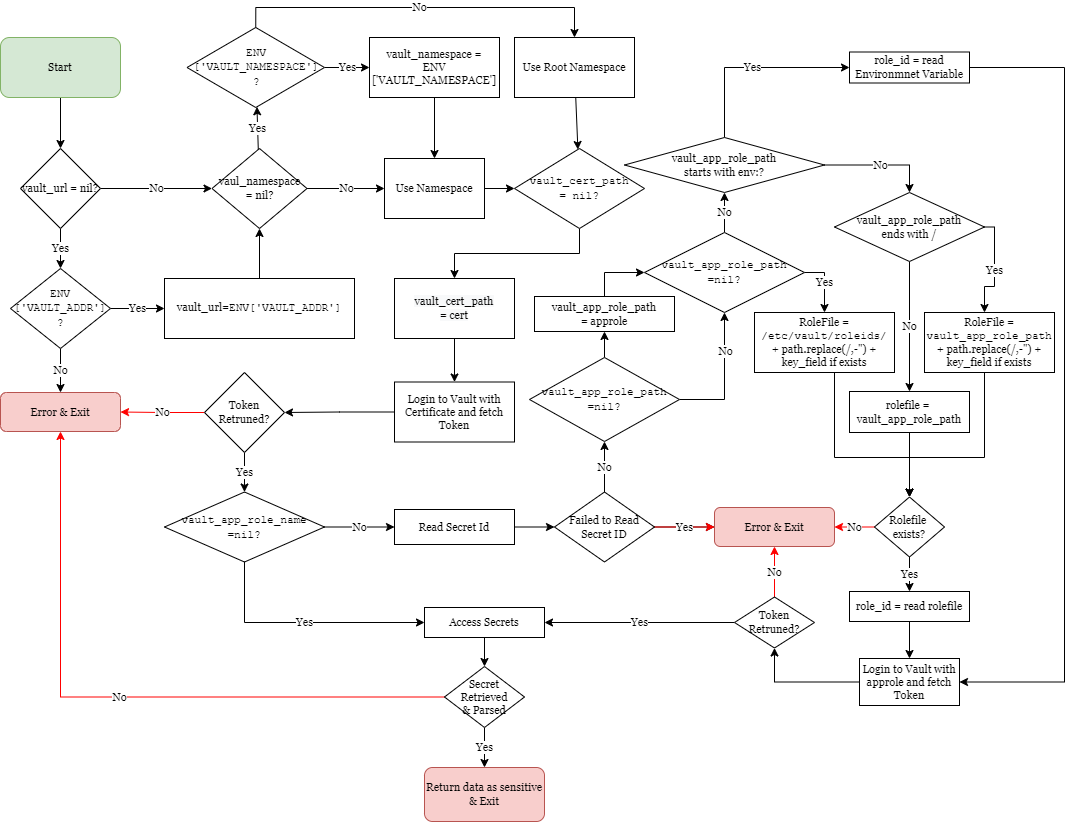 No
ENV
['VAULT_NAMESPACE']
?
Yes
vault_namespace =
ENV
['VAULT_NAMESPACE']
Use Root Namespace
Start
Yes
role_id = read
Environmnet Variable
Yes
vault_url = nil?
No
vaul_namespace
= nil?
No
Use Namespace
vault_cert_path
= nil?
vault_app_role_path
starts with env:?
No
Yes
ENV
['VAULT_ADDR']
?
Yes
vault_url=ENV['VAULT_ADDR']
No
vault_app_role_path
ends with /
Yes
vault_cert_path
= cert
vault_app_role_path
= approle
vault_app_role_path
=nil?
No
Yes
RoleFile =
/etc/vault/roleids/
+ path.replace(/,-'') +
key_field if exists
No
RoleFile =
vault_app_role_path
+ path.replace(/,-'') +
key_field if exists
No
Error & Exit
No
Token
Retruned?
Login to Vault with
Certificate and fetch
Token
vault_app_role_path
=nil?
No
rolefile =
vault_app_role_path
Yes
vault_app_role_name
=nil?
No
Read Secret Id
Failed to Read
Secret ID
Yes
Error & Exit
No
Rolefile
exists?
Yes
No
role_id = read rolefile
Yes
Access Secrets
Yes
Token
Retruned?
Login to Vault with
approle and fetch
Token
No
Secret
Retrieved
& Parsed
Yes
Return data as sensitive
& Exit